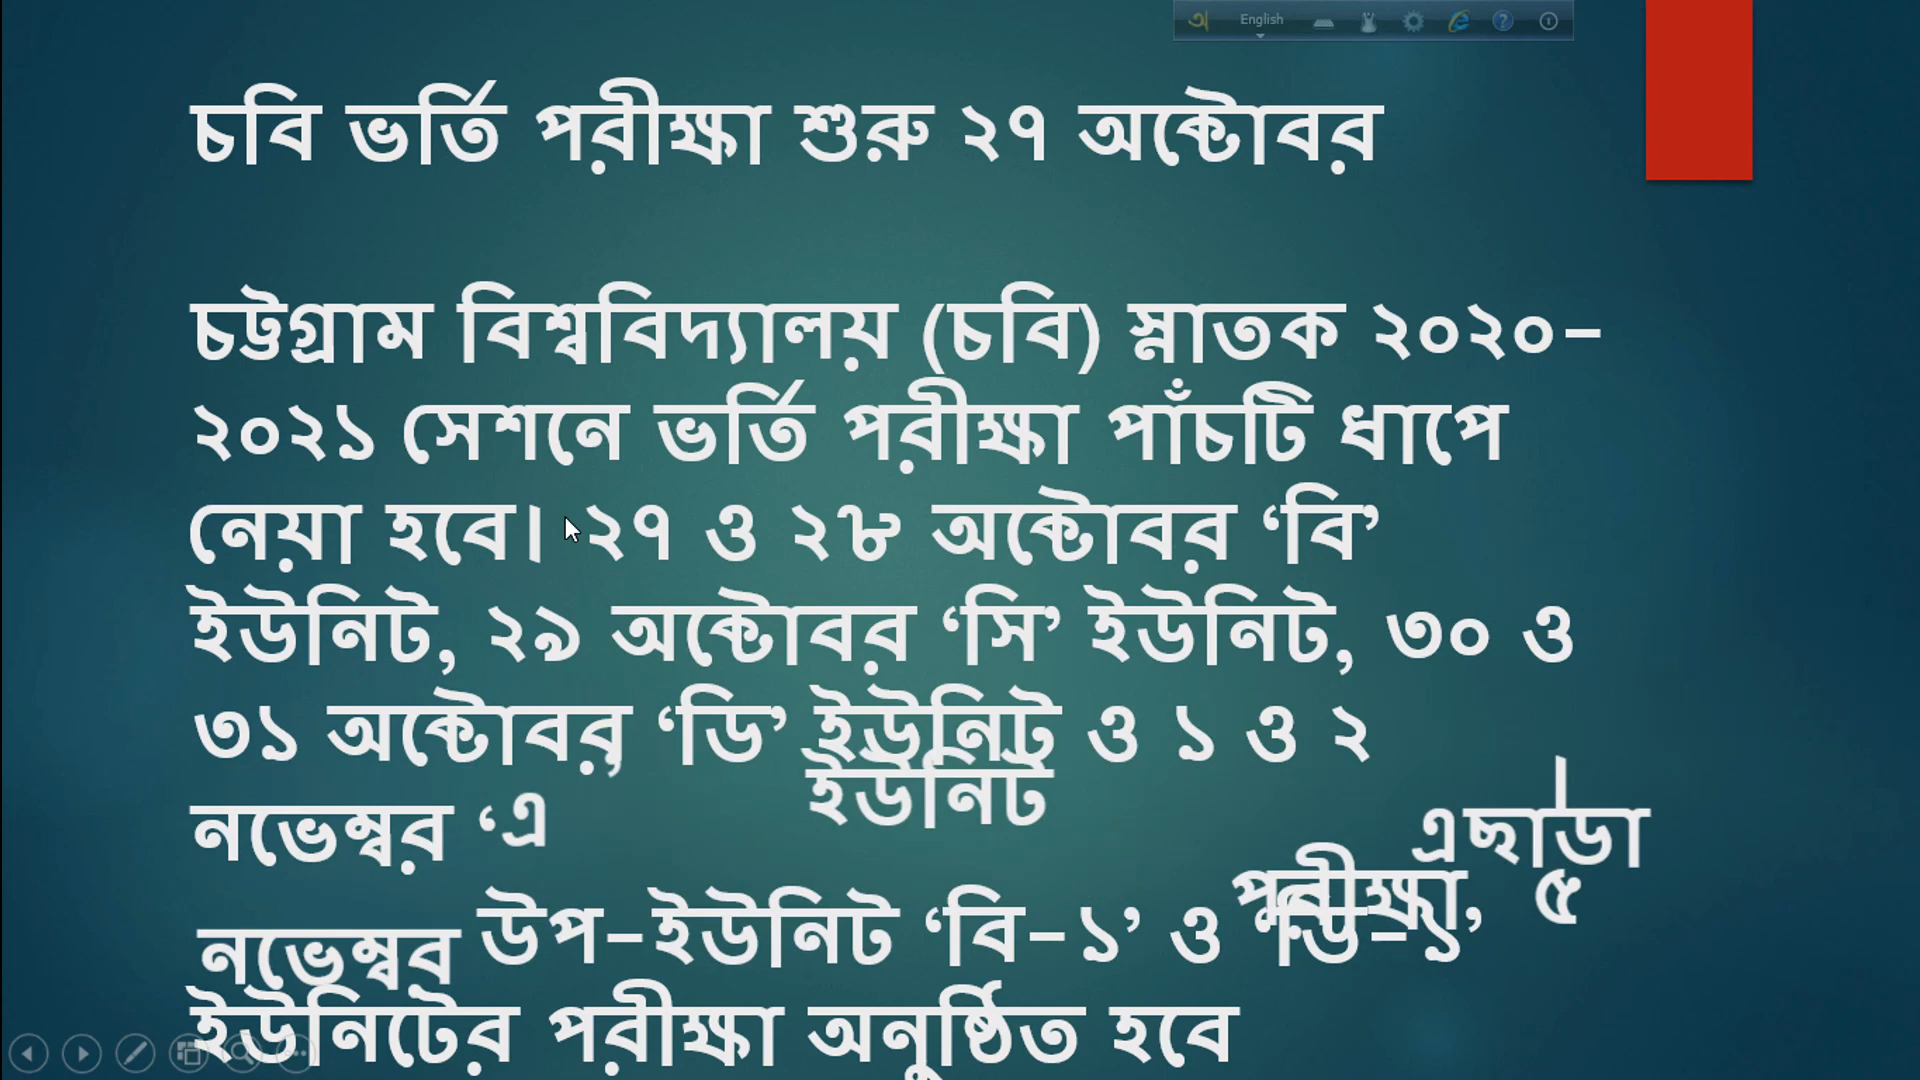 English
চবি ভর্তি পরীক্ষা শুরু ২৭ অক্টোবর
চট্টগ্রাম বিশ্ববিদ্যালয় (চবি) স্নাতক ২০২০–
২০২১ সেশনে ভর্তি পরীক্ষা পাঁচটি ধাপে
নেয়া হবে। ২৭ ও ২৮ অক্টোবর ‘বি’
ইউনিট, ২৯ অক্টোবর ‘সি’ ইউনিট, ৩০ ও
৩১ অক্টোবর ‘ডি’ ইউনিট ও ১ ও ২
নভেম্বর ‘এ ইউনিট পরীক্ষা, এছাড়া ৫
নভেম্বর উপ–ইউনিট ‘বি–১’ ও ‘ডি–১’
ইউনিটের পরীক্ষা অনুষ্ঠিত হবে